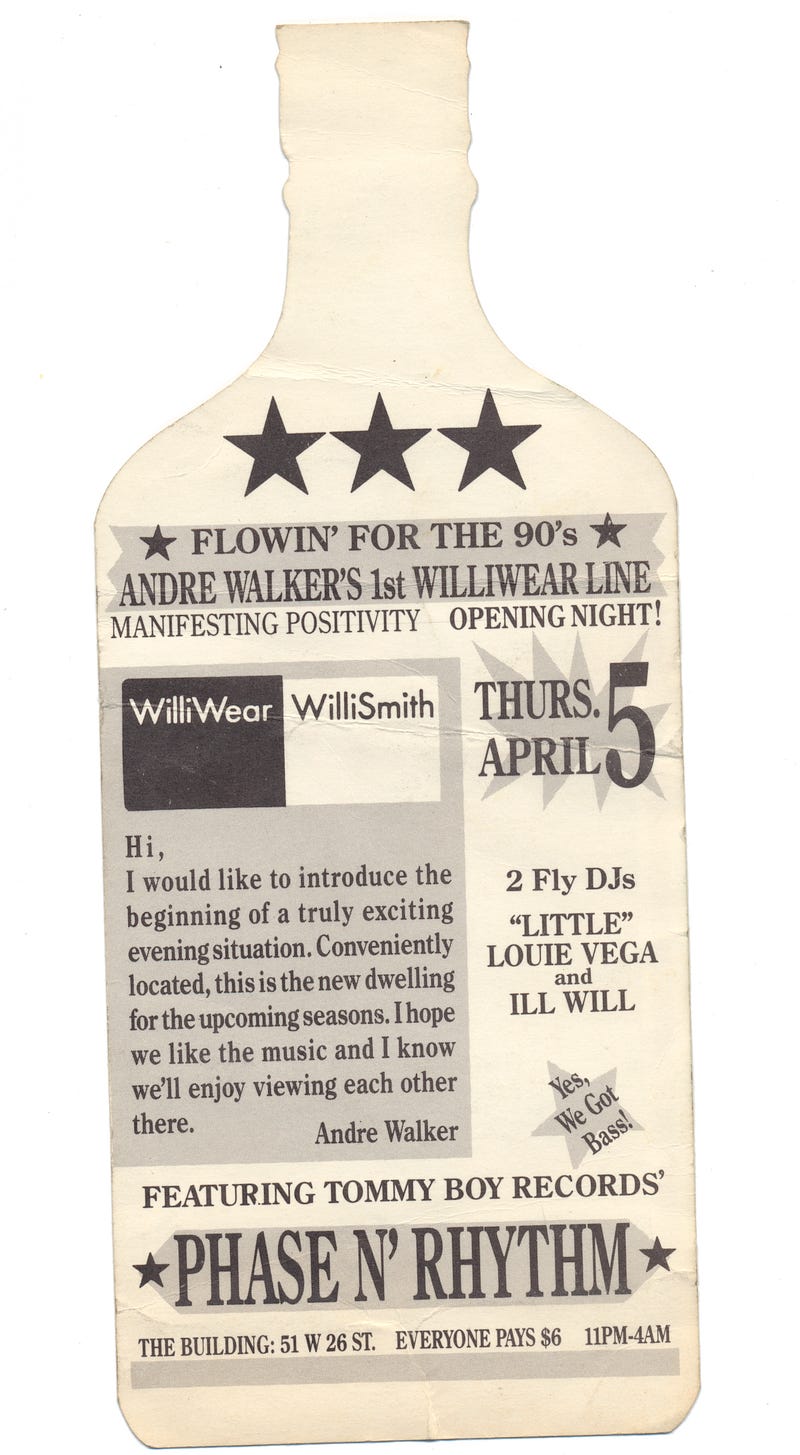 FLOWIN' FOR THE 90's
ANDRE WALKER'S 1st WILLIWEAR LINE
MANIFESTING POSITIVITY OPENING NIGHT!
WilliWear WilliSmith
THURS.
APRIL 5
Hi,
I would like to introduce the
beginning of a truly exciting
evening situation. Conveniently
located, this is the new dwelling
for the upcoming seasons. I hope
we like the music and I know
we'll enjoy viewing each other
there.
Andre Walker
2 Fly DJs
“LITTLE”
LOUIE VEGA
and
ILL WILL
Yes,
We Got
Bass!
FEATURING TOMMY BOY RECORDS'
PHASE N' RHYTHM
THE BUILDING: 51 W 26 ST. EVERYONE PAYS $6 11PM-4AM